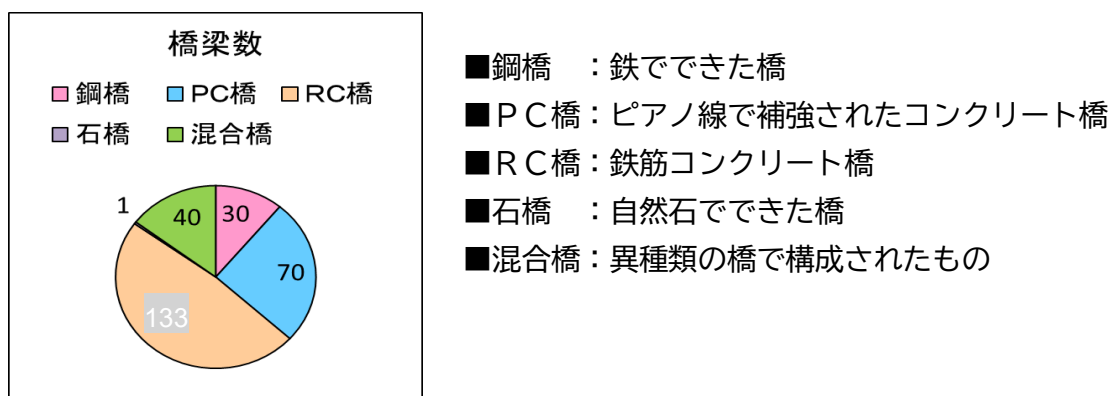 橋梁数
■鋼橋 ■PC橋 ■RC橋
■石橋 ■混合橋
1
40
30
70
133
■鋼橋　：鉄でできた橋
■ＰＣ橋：ピアノ線で補強されたコンクリート橋
■ＲＣ橋：鉄筋コンクリート橋
■石橋　：自然石でできた橋
■混合橋：異種類の橋で構成されたもの